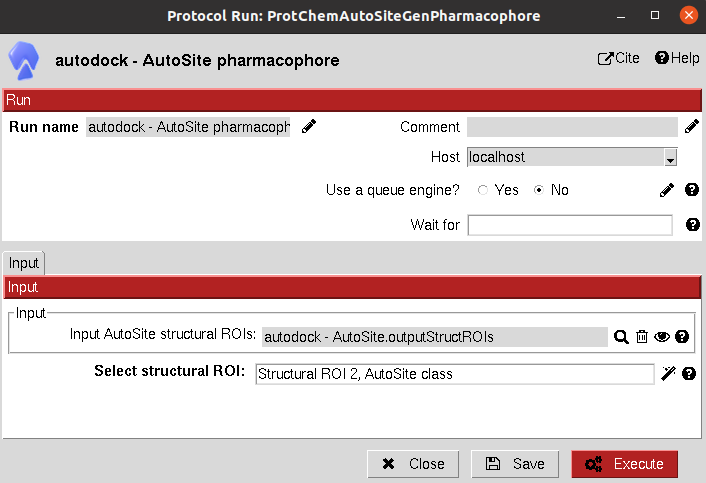 Protocol Run: ProtChemAutoSiteGenPharmacophore
autodock - AutoSite pharmacophore
Cite
Help
Run
Run name autodock - AutoSite pharmacoph
Comment
Host localhost
Use a queue engine? Yes No
Wait for
Input
Input
Input
Input AutoSite structural ROIs: autodock - AutoSite.outputStructROIs
Select structural ROI: Structural ROI 2, AutoSite class
Close Save Execute